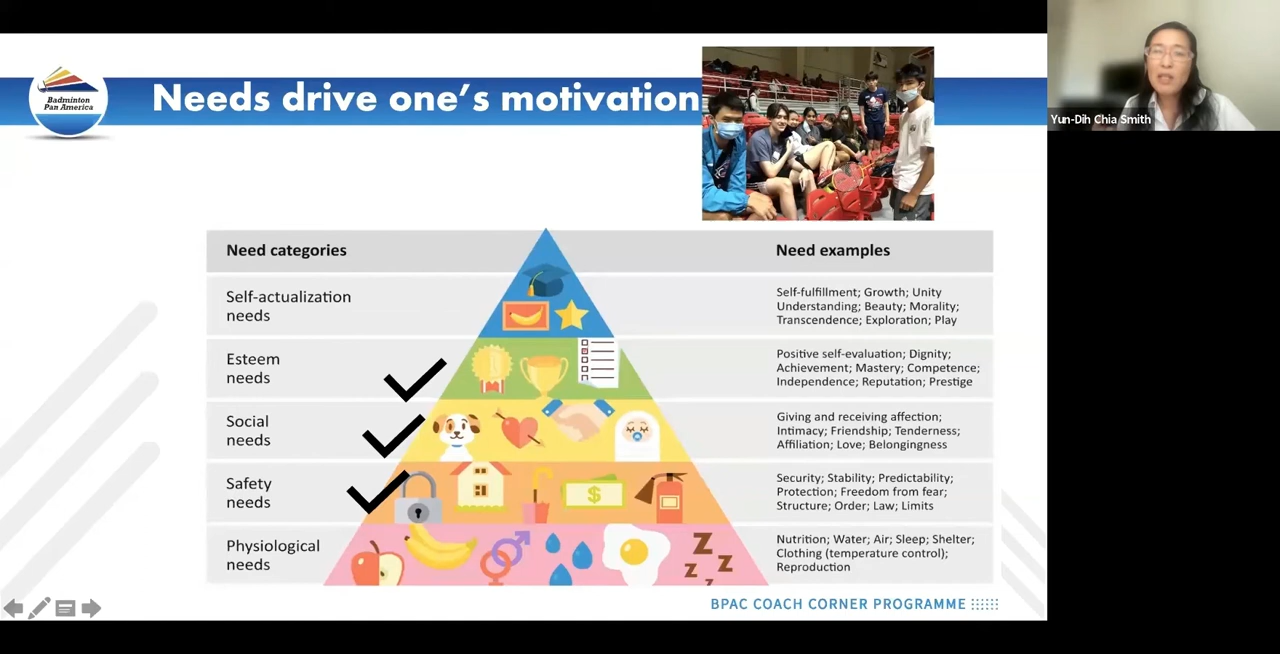 Badminton
Pan America
Needs drive one's motivation
Yun-Dih Chia Smith
Need categories
Need examples
Self-actualization
needs
Self-fulfillment; Growth; Unity
Understanding; Beauty; Morality;
Transcendence; Exploration; Play
Esteem
needs
Positive self-evaluation; Dignity;
Achievement; Mastery; Competence;
Independence; Reputation; Prestige
Social
needs
Giving and receiving affection;
Intimacy; Friendship; Tenderness;
Affiliation; Love; Belongingness
Safety
needs
$
Security; Stability; Predictability;
Protection; Freedom from fear;
Structure; Order; Law; Limits
Physiological
needs
Z
Z
Z
Z
Nutrition; Water; Air; Sleep; Shelter;
Clothing (temperature control);
Reproduction
BPAC COACH CORNER PROGRAMME